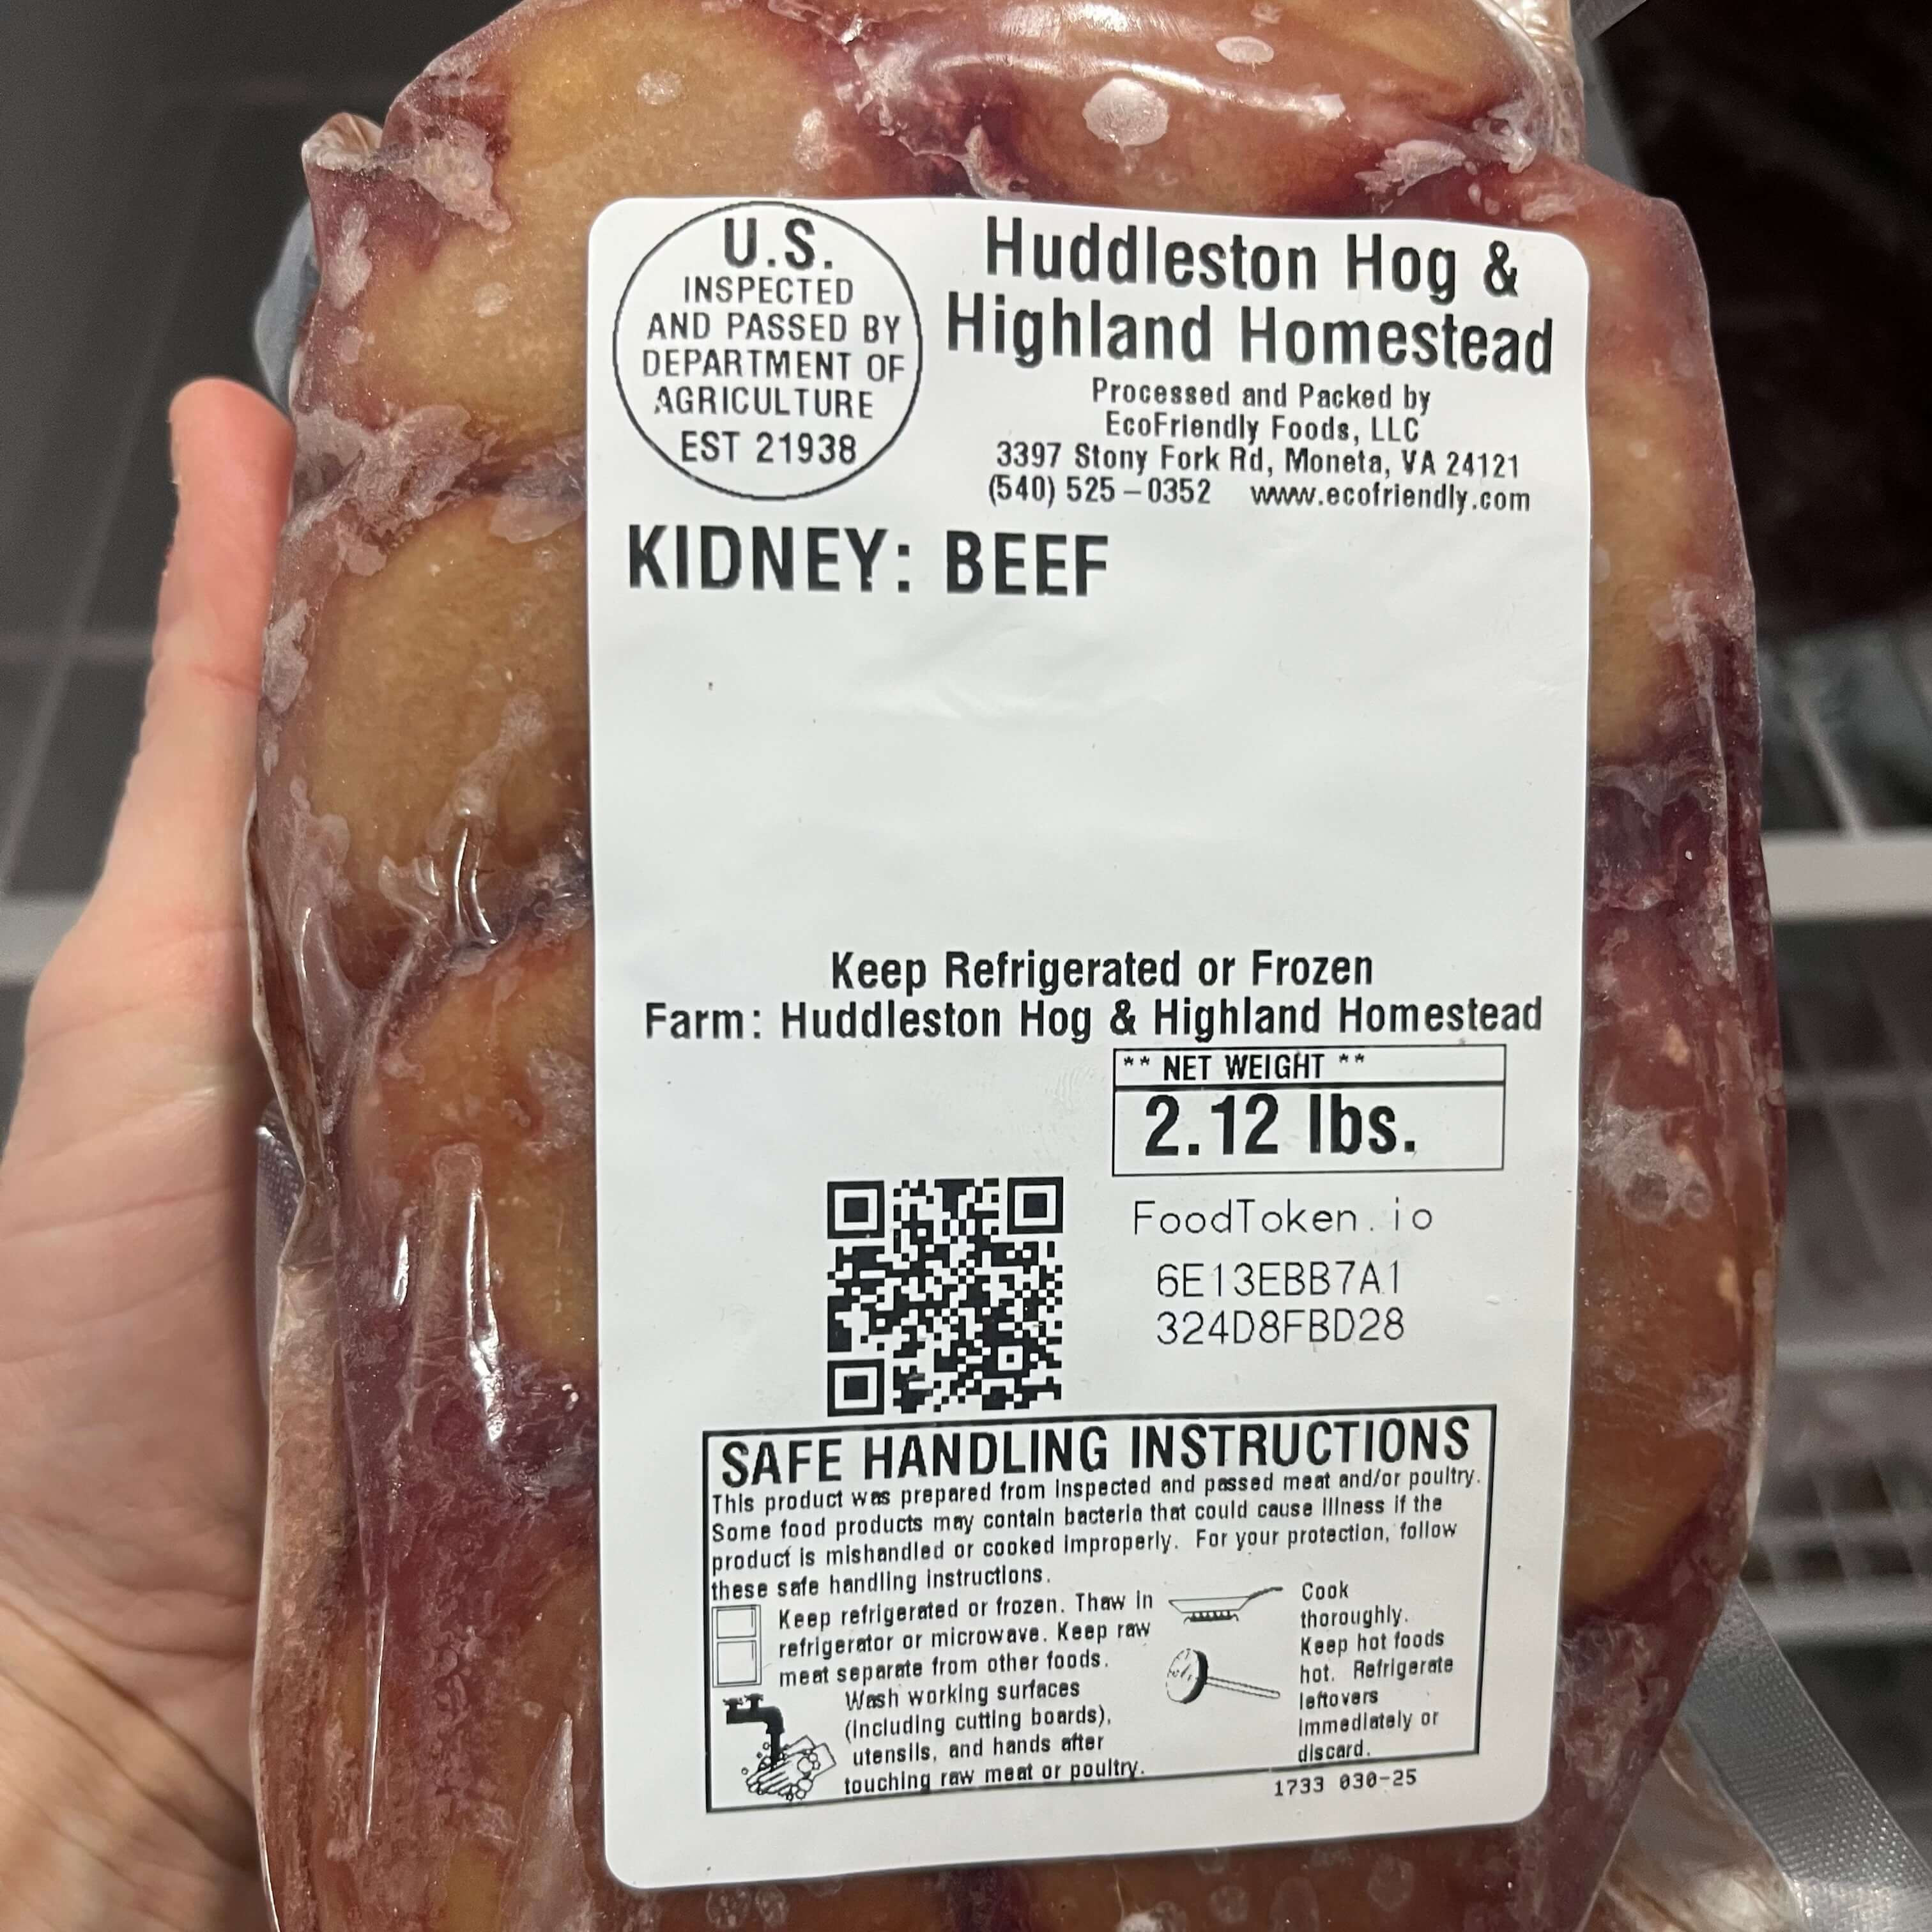 U.S.
INSPECTED
AND PASSED BY
DEPARTMENT OF
AGRICULTURE
EST 21938
Huddleston Hog &
Highland Homestead
Processed and Packed by
EcoFriendly Foods, LLC
3397 Stony Fork Rd, Moneta, VA 24121
(540) 525-0352 www.ecofriendly.com
KIDNEY: BEEF
Keep Refrigerated or Frozen
Farm: Huddleston Hog & Highland Homestead
** NET WEIGHT **
2.12 lbs.
FoodToken.io
6E13EBB7A1
324D8FBD28
SAFE HANDLING INSTRUCTIONS
This product was prepared from inspected and passed meat and/or poultry.
Some food products may contain bacteria that could cause illness if the
product is mishandled or cooked improperly. For your protection, follow
these safe handling instructions.
Keep refrigerated or frozen. Thaw in
refrigerator or microwave. Keep raw
meat separate from other foods.
Wash working surfaces
(including cutting boards),
utensils, and hands after
touching raw meat or poultry.
Cook
thoroughly.
Keep hot foods
hot. Refrigerate
leftovers
immediately or
discard.
1733 030-25